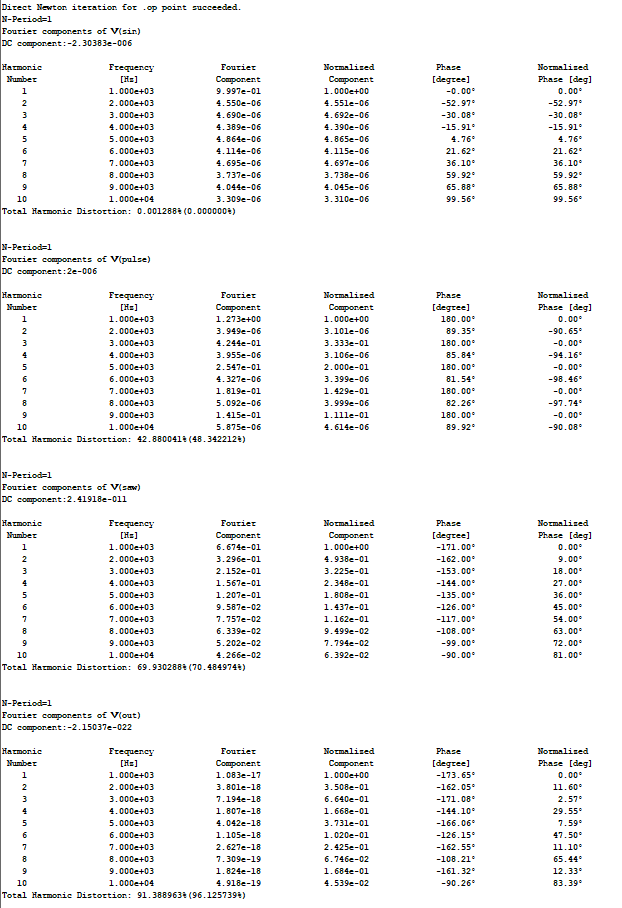 Direct Newton iteration for .op point succeeded.
N-Period=1
Fourier components of V(sin)
DC component:-2.30383e-006
Harmonic Frequency Fourier Normalized Phase Normalized
Number [Hz] Component Component [degree] Phase [deg]
1 1.000e+03 9.997e-01 1.000e+00 -0.00° 0.00°
2 2.000e+03 4.550e-06 4.551e-06 -52.97° -52.97°
3 3.000e+03 4.690e-06 4.692e-06 -30.08° -30.08°
4 4.000e+03 4.389e-06 4.390e-06 -15.91° -15.91°
5 5.000e+03 4.864e-06 4.865e-06 4.76° 4.76°
6 6.000e+03 4.114e-06 4.115e-06 21.62° 21.62°
7 7.000e+03 4.695e-06 4.697e-06 36.10° 36.10°
8 8.000e+03 3.737e-06 3.738e-06 59.92° 59.92°
9 9.000e+03 4.044e-06 4.045e-06 65.88° 65.88°
10 1.000e+04 3.309e-06 3.310e-06 99.56° 99.56°
Total Harmonic Distortion: 0.001288%(0.000000%)
N-Period=1
Fourier components of V(pulse)
DC component:2e-006
Harmonic Frequency Fourier Normalized Phase Normalized
Number [Hz] Component Component [degree] Phase [deg]
1 1.000e+03 1.273e+00 1.000e+00 180.00° 0.00°
2 2.000e+03 3.949e-06 3.101e-06 89.35° -90.65°
3 3.000e+03 4.244e-01 3.333e-01 180.00° -0.00°
4 4.000e+03 3.955e-06 3.106e-06 85.84° -94.16°
5 5.000e+03 2.547e-01 2.000e-01 180.00° -0.00°
6 6.000e+03 4.327e-06 3.399e-06 81.54° -98.46°
7 7.000e+03 1.819e-01 1.429e-01 180.00° -0.00°
8 8.000e+03 5.092e-06 3.999e-06 82.26° -97.74°
9 9.000e+03 1.415e-01 1.111e-01 180.00° -0.00°
10 1.000e+04 5.875e-06 4.614e-06 89.92° -90.08°
Total Harmonic Distortion: 42.880041%(48.342212%)
N-Period=1
Fourier components of V(saw)
DC component:2.41918e-011
Harmonic Frequency Fourier Normalized Phase Normalized
Number [Hz] Component Component [degree] Phase [deg]
1 1.000e+03 6.674e-01 1.000e+00 -171.00° 0.00°
2 2.000e+03 3.296e-01 4.938e-01 -162.00° 9.00°
3 3.000e+03 2.152e-01 3.225e-01 -153.00° 18.00°
4 4.000e+03 1.567e-01 2.348e-01 -144.00° 27.00°
5 5.000e+03 1.207e-01 1.808e-01 -135.00° 36.00°
6 6.000e+03 9.587e-02 1.437e-01 -126.00° 45.00°
7 7.000e+03 7.757e-02 1.162e-01 -117.00° 54.00°
8 8.000e+03 6.339e-02 9.499e-02 -108.00° 63.00°
9 9.000e+03 5.202e-02 7.794e-02 -99.00° 72.00°
10 1.000e+04 4.266e-02 6.392e-02 -90.00° 81.00°
Total Harmonic Distortion: 69.930288%(70.484974%)
N-Period=1
Fourier components of V(out)
DC component:-2.15037e-022
Harmonic Frequency Fourier Normalized Phase Normalized
Number [Hz] Component Component [degree] Phase [deg]
1 1.000e+03 1.083e-17 1.000e+00 -173.65° 0.00°
2 2.000e+03 3.801e-18 3.508e-01 -162.05° 11.60°
3 3.000e+03 7.194e-18 6.640e-01 -171.08° 2.57°
4 4.000e+03 1.807e-18 1.668e-01 -144.10° 29.55°
5 5.000e+03 4.042e-18 3.731e-01 -166.06° 7.59°
6 6.000e+03 1.105e-18 1.020e-01 -126.15° 47.50°
7 7.000e+03 2.627e-18 2.425e-01 -162.55° 11.10°
8 8.000e+03 7.309e-19 6.746e-02 -108.21° 65.44°
9 9.000e+03 1.824e-18 1.684e-01 -161.32° 12.33°
10 1.000e+04 4.918e-19 4.539e-02 -90.26° 83.39°
Total Harmonic Distortion: 91.388963%(96.125739%)